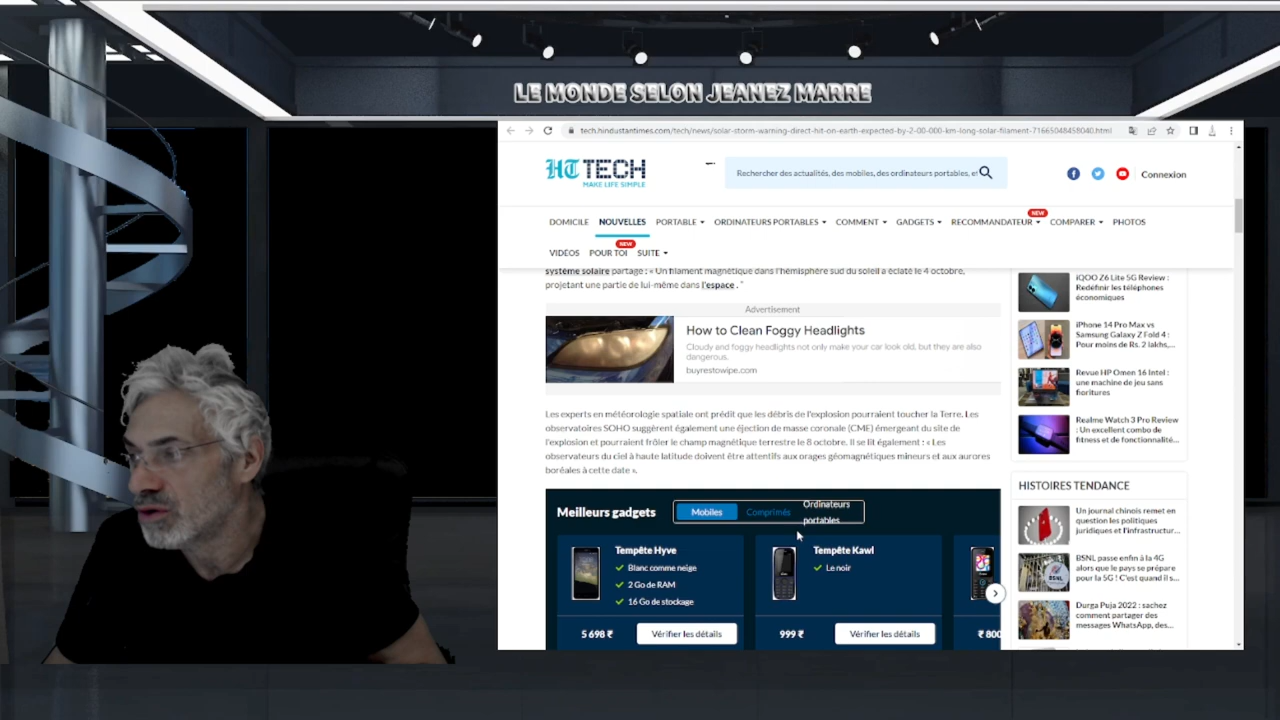 LE MONDE SELON JEANEZ MARRE
tech.hindustantimes.com/tech/news/solar-storm-warning-direct-hit-on-earth-expected-by-2-00-000-km-long-solar-filament-71665048458040.html
HT TECH
MAKE LIFE SIMPLE
Rechercher des actualités, des mobiles, des ordinateurs portables, et
Connexion
DOMICILE NOUVELLES PORTABLE ORDINATEURS PORTABLES COMMENT GADGETS RECOMMANDATEUR NEW COMPARER PHOTOS
VIDÉOS POUR TOI NEW SUITE
système solaire partagé : « Un filament magnétique dans l'hémisphère sud du soleil a éclaté le 4 octobre,
projetant une partie de lui-même dans l'espace . "
Advertisement
How to Clean Foggy Headlights
Cloudy and foggy headlights not only make your car look old, but they are also
dangerous.
buyrestowipe.com
Les experts en météorologie spatiale ont prédit que les débris de l'explosion pourraient toucher la Terre. Les
observatoires SOHO suggèrent également une éjection de masse coronale (CME) émergeant du site de
l'explosion et pourraient frôler le champ magnétique terrestre le 8 octobre. Il se lit également : « Les
observateurs du ciel à haute latitude doivent être attentifs aux orages géomagnétiques mineurs et aux aurores
boréales à cette date ».
Meilleurs gadgets
Mobiles
Comprimés
Ordinateurs
portables
Tempête Hyve
Blanc comme neige
2 Go de RAM
16 Go de stockage
5 698 ₹
Vérifier les détails
Tempête Kawl
Le noir
999 ₹
Vérifier les détails
₹ 800
iQOO Z6 Lite 5G Review :
Redéfinir les téléphones
économiques
iPhone 14 Pro Max vs
Samsung Galaxy Z Fold 4 :
Pour moins de Rs. 2 lakhs,...
Revue HP Omen 16 Intel :
une machine de jeu sans
fioritures
Realme Watch 3 Pro Review
: Un excellent combo de
fitness et de fonctionnalité...
HISTOIRES TENDANCE
Un journal chinois remet en
question les politiques
juridiques et l'infrastructur...
BSNL passe enfin à la 4G
alors que le pays se prépare
pour la 5G ! C'est quand il s...
Durga Puja 2022 : sachez
comment partager des
messages WhatsApp, des...